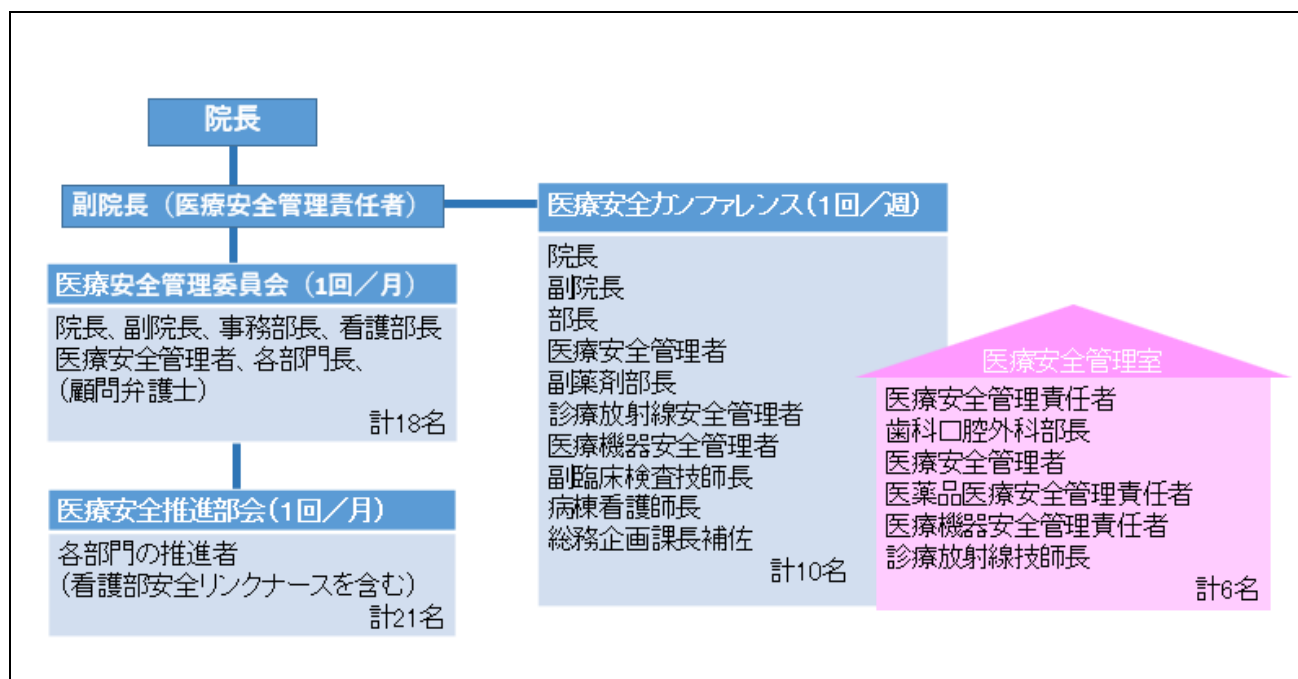 院長
副院長（医療安全管理責任者）
医療安全管理委員会（1回／月）
院長、副院長、事務部長、看護部長
医療安全管理者、各部門長、
（顧問弁護士）
計18名
医療安全推進部会（1回／月）
各部門の推進者
（看護部安全リンクナースを含む）
計21名
医療安全カンファレンス（1回／週）
院長
副院長
部長
医療安全管理者
副薬剤部長
診療放射線安全管理者
医療機器安全管理者
副臨床検査技師長
病棟看護師長
総務企画課長補佐
計10名
医療安全管理室
医療安全管理責任者
歯科口腔外科部長
医療安全管理者
医薬品医療安全管理責任者
医療機器安全管理責任者
診療放射線技師長
計6名